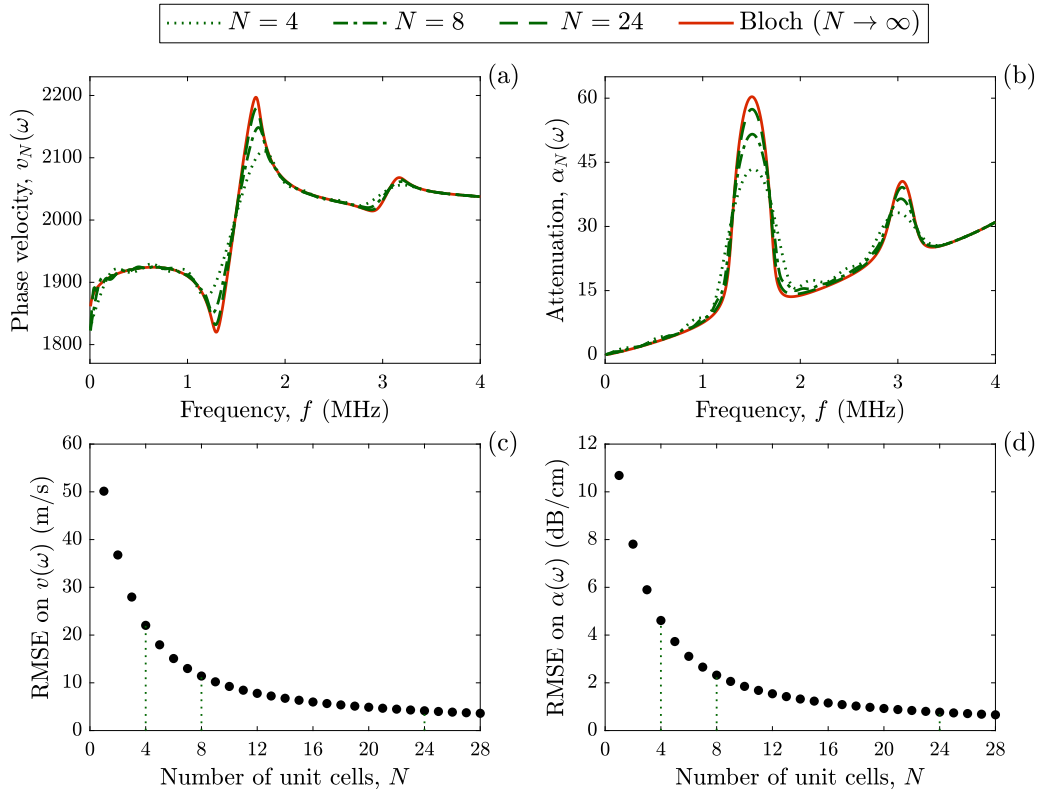 N = 4 N = 8 N = 24 Bloch (N → ∞)
(a)
Phase velocity, v_N(ω)
2200
2100
2000
1900
1800
0 1 2 3 4
Frequency, f (MHz)
(b)
Attenuation, α_N(ω)
60
45
30
15
0
0 1 2 3 4
Frequency, f (MHz)
(c)
RMSE on v(ω) (m/s)
60
50
40
30
20
10
0
0 4 8 12 16 20 24 28
Number of unit cells, N
(d)
RMSE on α(ω) (dB/cm)
12
10
8
6
4
2
0
0 4 8 12 16 20 24 28
Number of unit cells, N